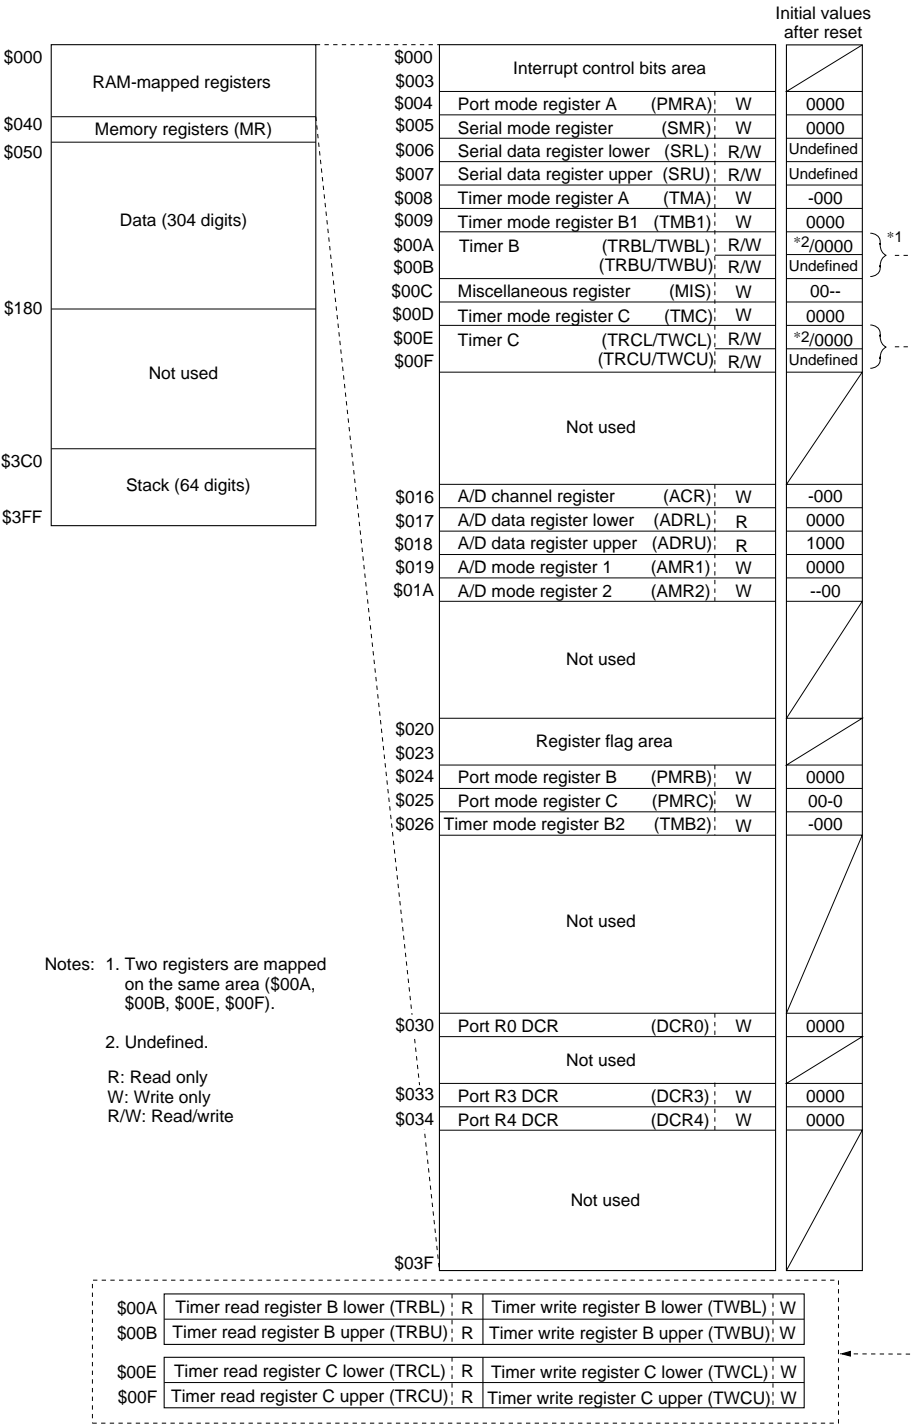 Initial values
after reset
$000
RAM-mapped registers
$040
Memory registers (MR)
$050
Data (304 digits)
$180
Not used
$3C0
Stack (64 digits)
$3FF
$000
Interrupt control bits area
$003
$004 Port mode register A (PMRA) W 0000
$005 Serial mode register (SMR) W 0000
$006 Serial data register lower (SRL) R/W Undefined
$007 Serial data register upper (SRU) R/W Undefined
$008 Timer mode register A (TMA) W -000
$009 Timer mode register B1 (TMB1) W 0000
$00A Timer B (TRBL/TWBL) R/W *2/0000 *1
$00B (TRBU/TWBU) R/W Undefined
$00C Miscellaneous register (MIS) W 00--
$00D Timer mode register C (TMC) W 0000
$00E Timer C (TRCL/TWCL) R/W *2/0000
$00F (TRCU/TWCU) R/W Undefined
Not used
$016 A/D channel register (ACR) W -000
$017 A/D data register lower (ADRL) R 0000
$018 A/D data register upper (ADRU) R 1000
$019 A/D mode register 1 (AMR1) W 0000
$01A A/D mode register 2 (AMR2) W --00
Not used
$020
Register flag area
$023
$024 Port mode register B (PMRB) W 0000
$025 Port mode register C (PMRC) W 00-0
$026 Timer mode register B2 (TMB2) W -000
Not used
$030 Port R0 DCR (DCR0) W 0000
Not used
$033 Port R3 DCR (DCR3) W 0000
$034 Port R4 DCR (DCR4) W 0000
Not used
$03F
Notes: 1. Two registers are mapped
on the same area ($00A,
$00B, $00E, $00F).
2. Undefined.
R: Read only
W: Write only
R/W: Read/write
$00A Timer read register B lower (TRBL) R Timer write register B lower (TWBL) W
$00B Timer read register B upper (TRBU) R Timer write register B upper (TWBU) W
$00E Timer read register C lower (TRCL) R Timer write register C lower (TWCL) W
$00F Timer read register C upper (TRCU) R Timer write register C upper (TWCU) W